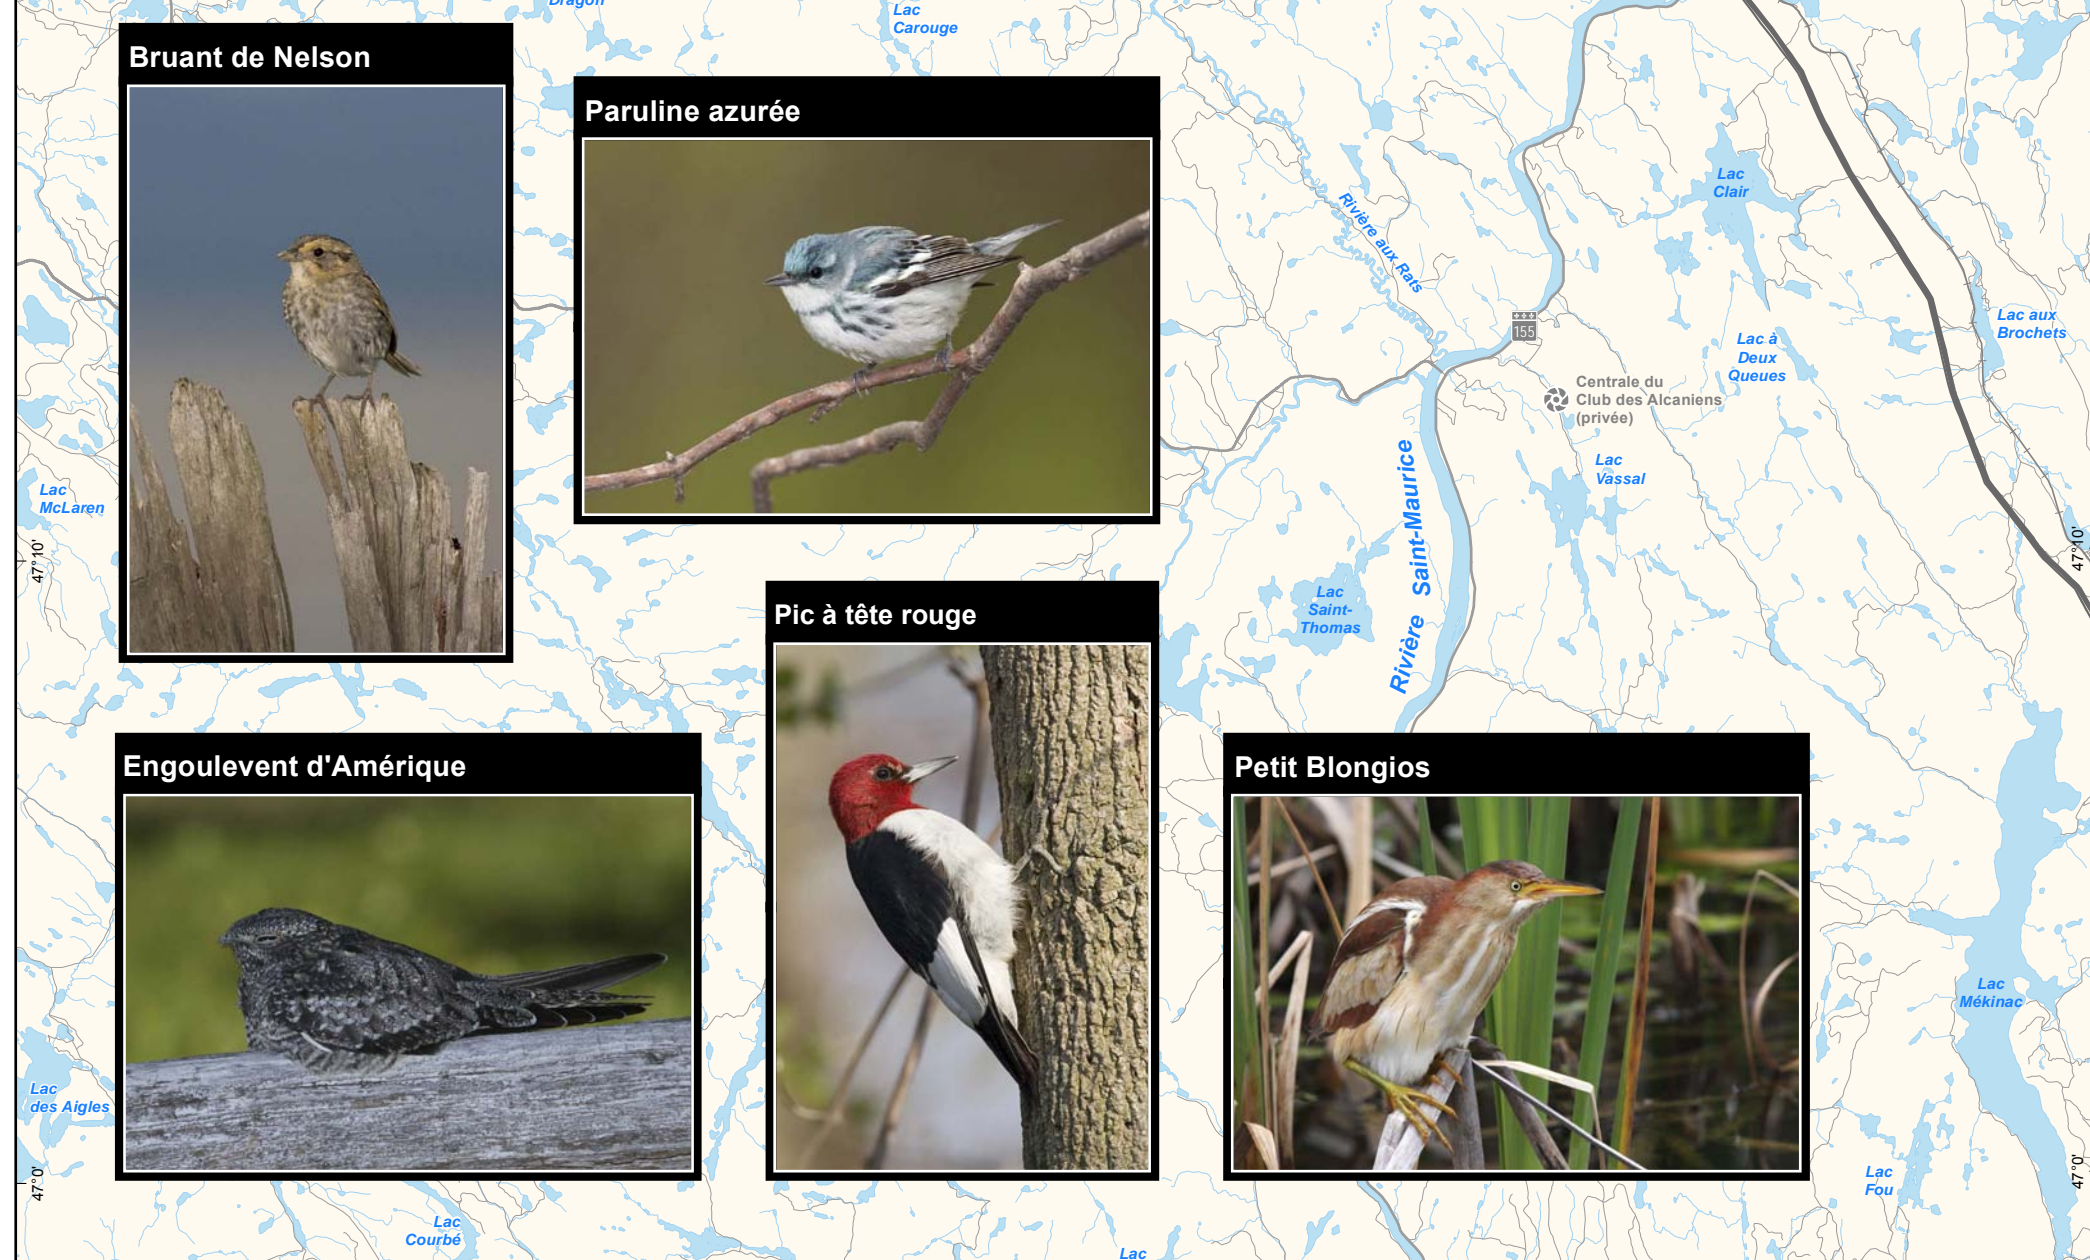 Dragon
Lac
Carouge
Bruant de Nelson
Paruline azurée
Lac
Clair
Rivière aux Rats
155
Lac aux
Brochets
Lac à
Deux
Queues
Centrale du
Club des Alcaniens
(privée)
Lac
Vassal
Lac
McLaren
Rivière Saint-Maurice
47°10'
47°10'
Lac
Saint-
Thomas
Pic à tête rouge
Engoulevent d'Amérique
Petit Blongios
Lac
Mékinac
Lac
des Aigles
47°0'
47°0'
Lac
Fou
Lac
Courbé
Lac